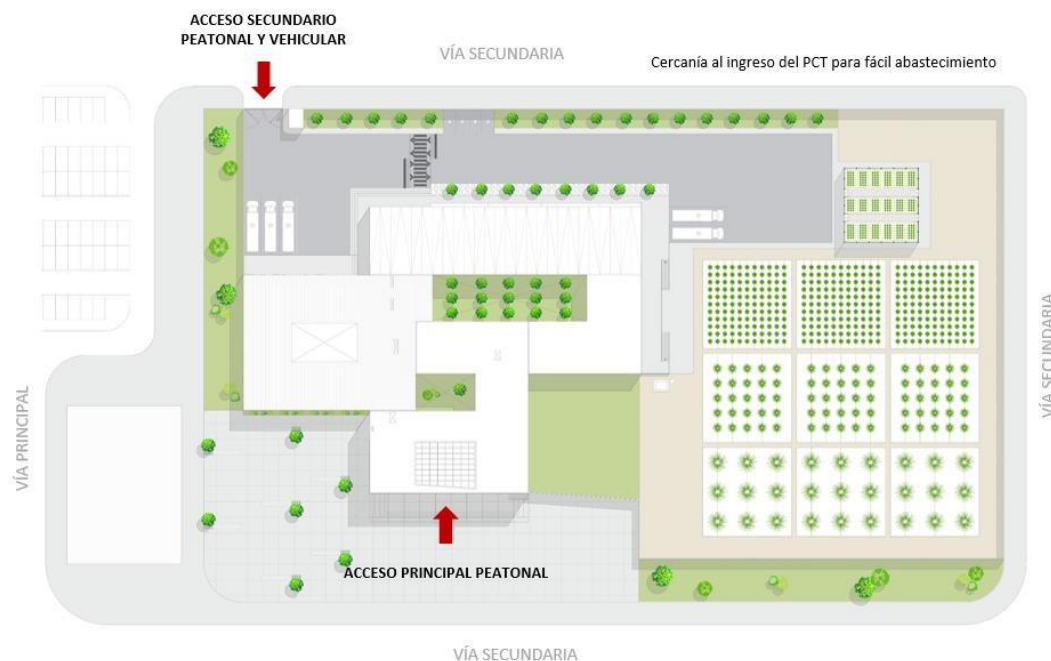 ACCESO SECUNDARIO
PEATONAL Y VEHICULAR
VÍA SECUNDARIA
Cercanía al ingreso del PCT para fácil abastecimiento
VÍA PRINCIPAL
VÍA SECUNDARIA
ACCESO PRINCIPAL PEATONAL
VÍA SECUNDARIA